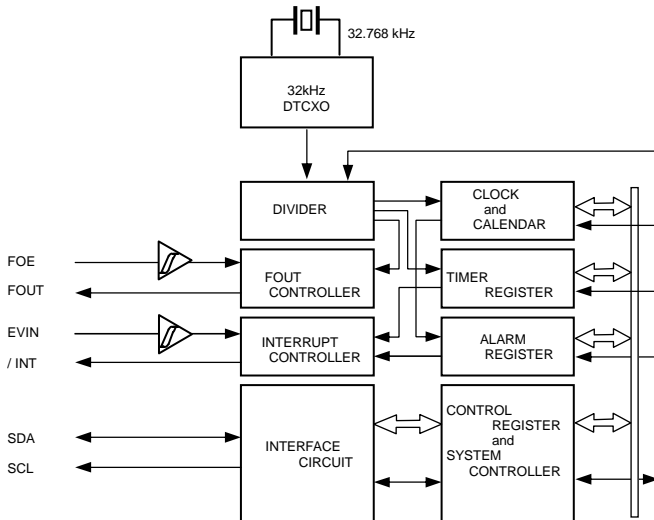 32.768 kHz
32kHz
DTCXO
DIVIDER
CLOCK
and
CALENDAR
FOE
FOUT
FOUT
CONTROLLER
TIMER
REGISTER
EVIN
/ INT
INTERRUPT
CONTROLLER
ALARM
REGISTER
SDA
SCL
INTERFACE
CIRCUIT
CONTROL
REGISTER
and
SYSTEM
CONTROLLER